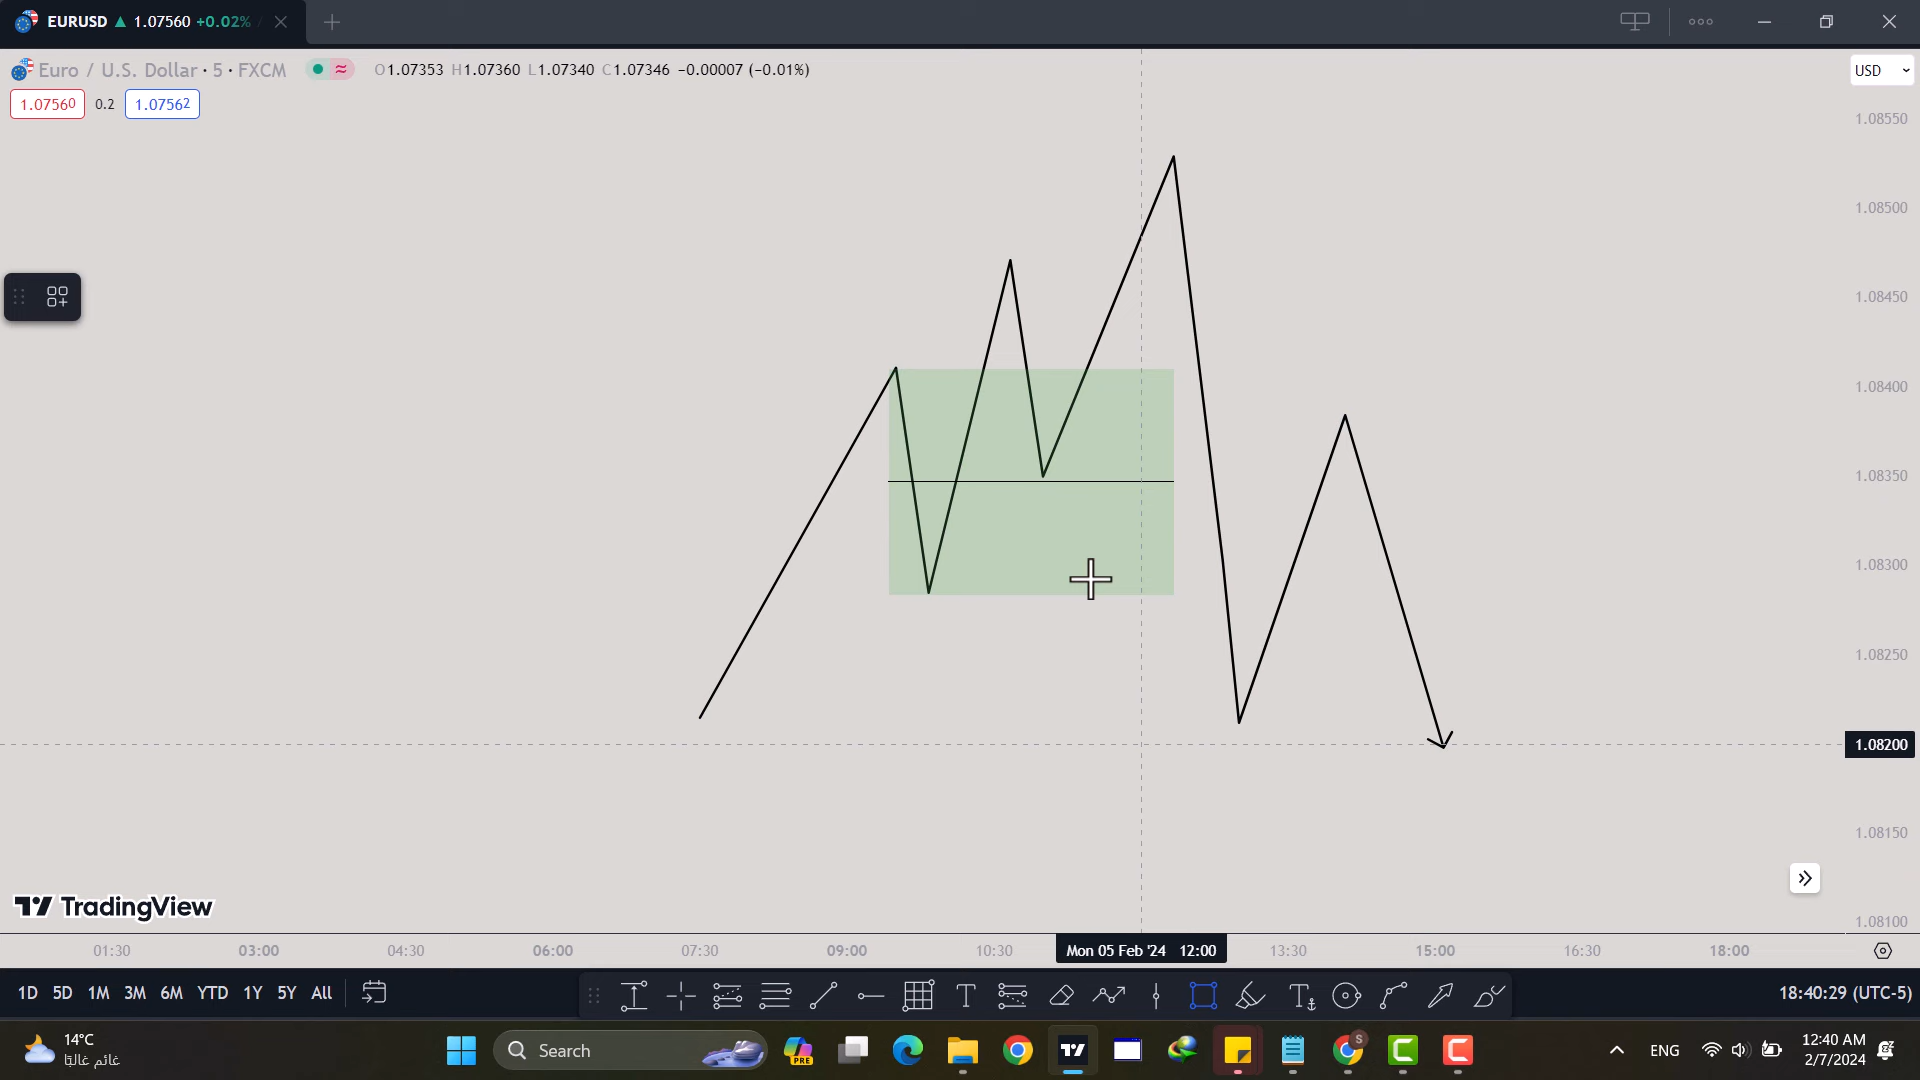 EURUSD ▲ 1.07560 +0.02% /
Euro / U.S. Dollar · 5 · FXCM ≈ O1.07353 H1.07360 L1.07340 C1.07346 −0.00007 (−0.01%)
USD
1.07560 0.2 1.07562
1.08550
1.08500
1.08450
1.08400
1.08350
1.08300
1.08250
1.08200
1.08150
1.08100
TradingView
01:30 03:00 04:30 06:00 07:30 09:00 10:30 Mon 05 Feb '24 12:00 13:30 15:00 16:30 18:00
1D 5D 1M 3M 6M YTD 1Y 5Y All 18:40:29 (UTC-5)
14°C
غائم غالبًا
Search
PRE
S
ENG
12:40 AM
2/7/2024